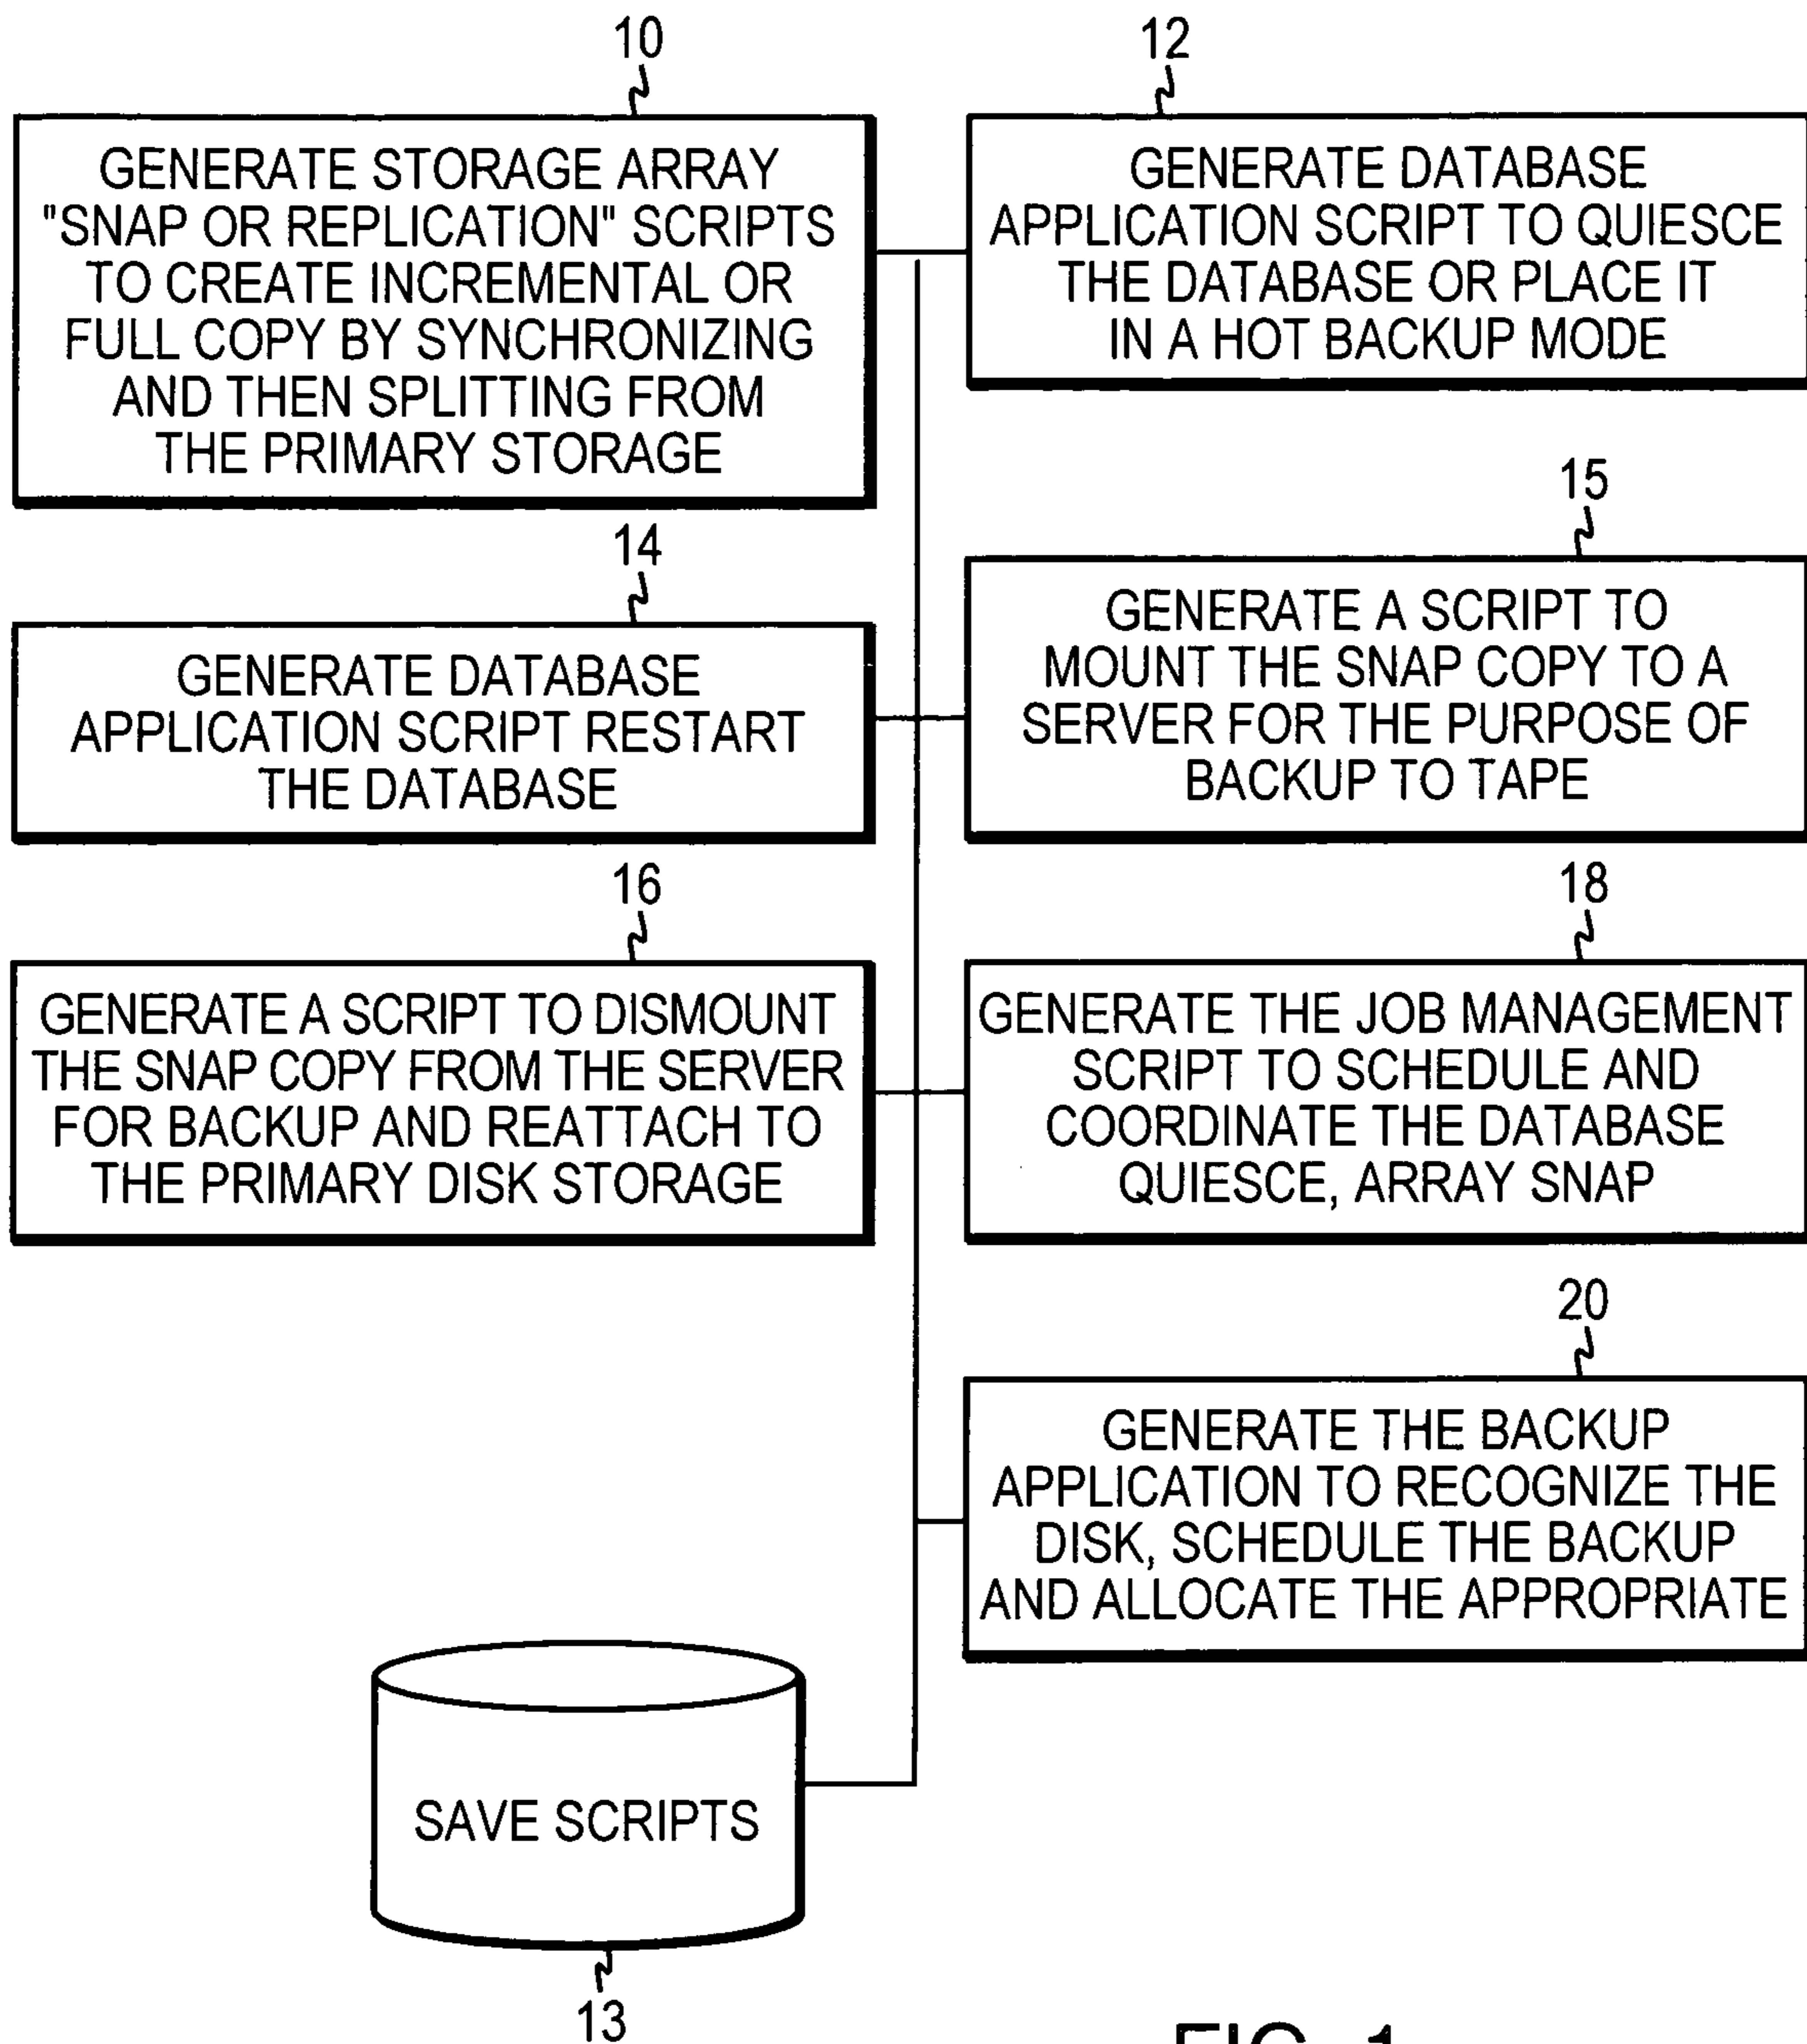 10
GENERATE STORAGE ARRAY
"SNAP OR REPLICATION" SCRIPTS
TO CREATE INCREMENTAL OR
FULL COPY BY SYNCHRONIZING
AND THEN SPLITTING FROM
THE PRIMARY STORAGE
12
GENERATE DATABASE
APPLICATION SCRIPT TO QUIESCE
THE DATABASE OR PLACE IT
IN A HOT BACKUP MODE
14
GENERATE DATABASE
APPLICATION SCRIPT RESTART
THE DATABASE
15
GENERATE A SCRIPT TO
MOUNT THE SNAP COPY TO A
SERVER FOR THE PURPOSE OF
BACKUP TO TAPE
16
GENERATE A SCRIPT TO DISMOUNT
THE SNAP COPY FROM THE SERVER
FOR BACKUP AND REATTACH TO
THE PRIMARY DISK STORAGE
18
GENERATE THE JOB MANAGEMENT
SCRIPT TO SCHEDULE AND
COORDINATE THE DATABASE
QUIESCE, ARRAY SNAP
20
GENERATE THE BACKUP
APPLICATION TO RECOGNIZE THE
DISK, SCHEDULE THE BACKUP
AND ALLOCATE THE APPROPRIATE
SAVE SCRIPTS
13
FIG. 1